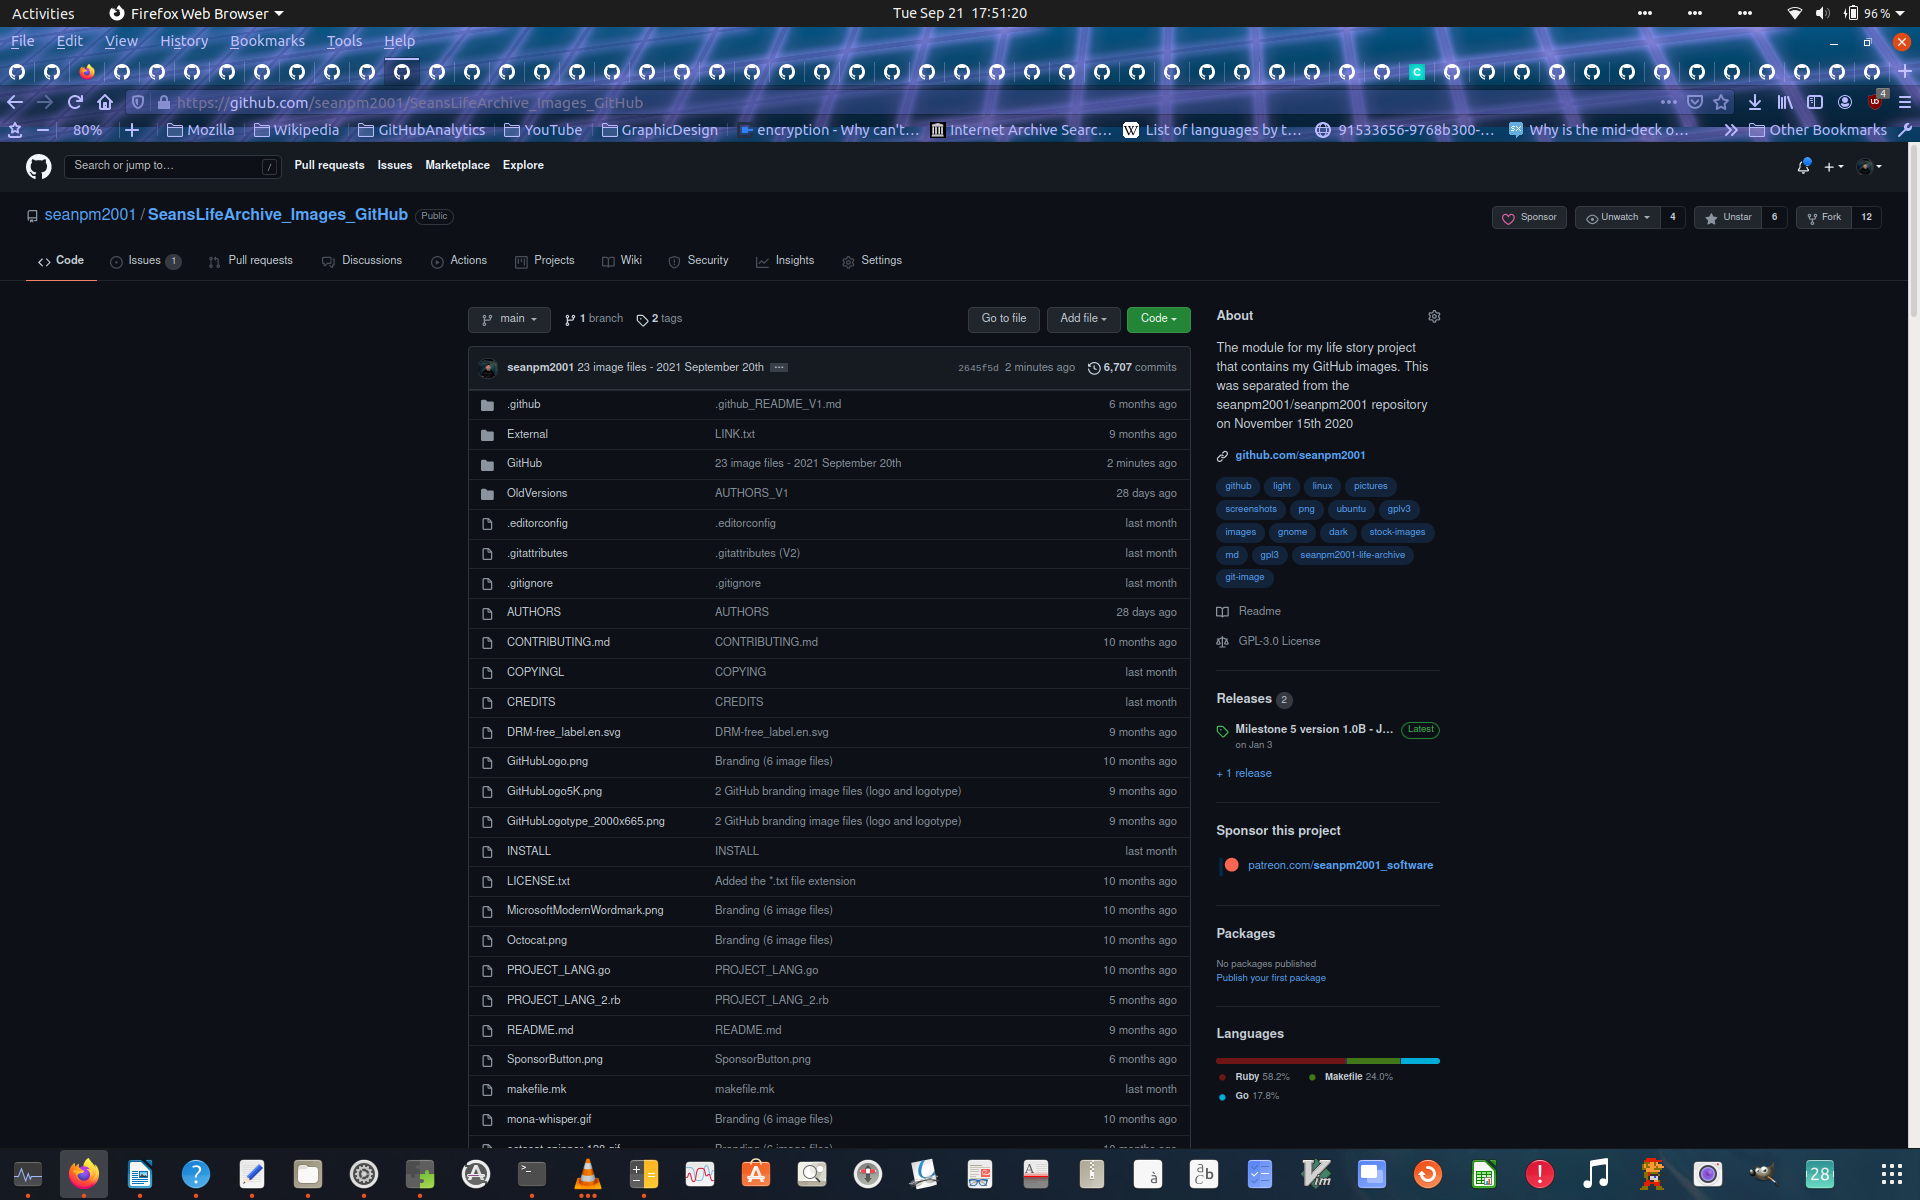 Activities Firefox Web Browser Tue Sep 21 17:51:20 96 %
File Edit View History Bookmarks Tools Help
https://github.com/seanpm2001/SeansLifeArchive_Images_GitHub 4
80% Mozilla Wikipedia GitHubAnalytics YouTube GraphicDesign encryption - Why can't… Internet Archive Searc… List of languages by t… 91533656-9768b300-… Why is the mid-deck o… Other Bookmarks
Search or jump to… / Pull requests Issues Marketplace Explore
seanpm2001 / SeansLifeArchive_Images_GitHub Public Sponsor Unwatch 4 Unstar 6 Fork 12
Code Issues 1 Pull requests Discussions Actions Projects Wiki Security Insights Settings
main 1 branch 2 tags Go to file Add file Code
seanpm2001 23 image files - 2021 September 20th 2645f5d 2 minutes ago 6,707 commits
.github .github_README_V1.md 6 months ago
External LINK.txt 9 months ago
GitHub 23 image files - 2021 September 20th 2 minutes ago
OldVersions AUTHORS_V1 28 days ago
.editorconfig .editorconfig last month
.gitattributes .gitattributes (V2) last month
.gitignore .gitignore last month
AUTHORS AUTHORS 28 days ago
CONTRIBUTING.md CONTRIBUTING.md 10 months ago
COPYINGL COPYING last month
CREDITS CREDITS last month
DRM-free_label.en.svg DRM-free_label.en.svg 9 months ago
GitHubLogo.png Branding (6 image files) 10 months ago
GitHubLogo5K.png 2 GitHub branding image files (logo and logotype) 9 months ago
GitHubLogotype_2000x665.png 2 GitHub branding image files (logo and logotype) 9 months ago
INSTALL INSTALL last month
LICENSE.txt Added the *.txt file extension 10 months ago
MicrosoftModernWordmark.png Branding (6 image files) 10 months ago
Octocat.png Branding (6 image files) 10 months ago
PROJECT_LANG.go PROJECT_LANG.go 10 months ago
PROJECT_LANG_2.rb PROJECT_LANG_2.rb 5 months ago
README.md README.md 9 months ago
SponsorButton.png SponsorButton.png 6 months ago
makefile.mk makefile.mk last month
mona-whisper.gif Branding (6 image files) 10 months ago
About
The module for my life story project
that contains my GitHub images. This
was separated from the
seanpm2001/seanpm2001 repository
on November 15th 2020
github.com/seanpm2001
github light linux pictures
screenshots png ubuntu gplv3
images gnome dark stock-images
md gpl3 seanpm2001-life-archive
git-image
Readme
GPL-3.0 License
Releases 2
Milestone 5 version 1.0B - J… Latest
on Jan 3
+ 1 release
Sponsor this project
patreon.com/seanpm2001_software
Packages
No packages published
Publish your first package
Languages
Ruby 58.2% Makefile 24.0%
Go 17.8%
28